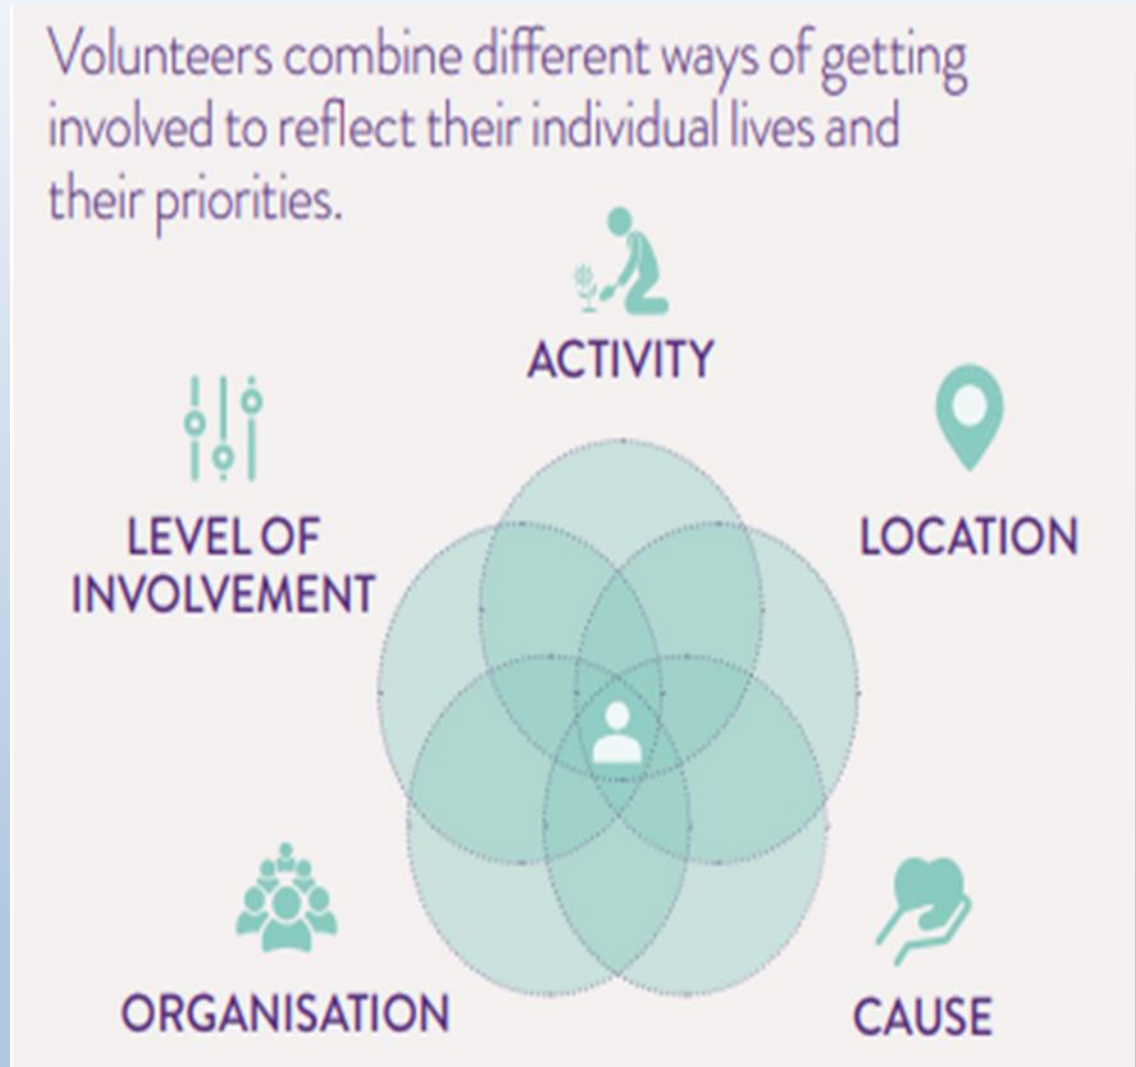 Volunteers combine different ways of getting
involved to reflect their individual lives and
their priorities.
ACTIVITY
LEVEL OF
INVOLVEMENT
LOCATION
ORGANISATION
CAUSE